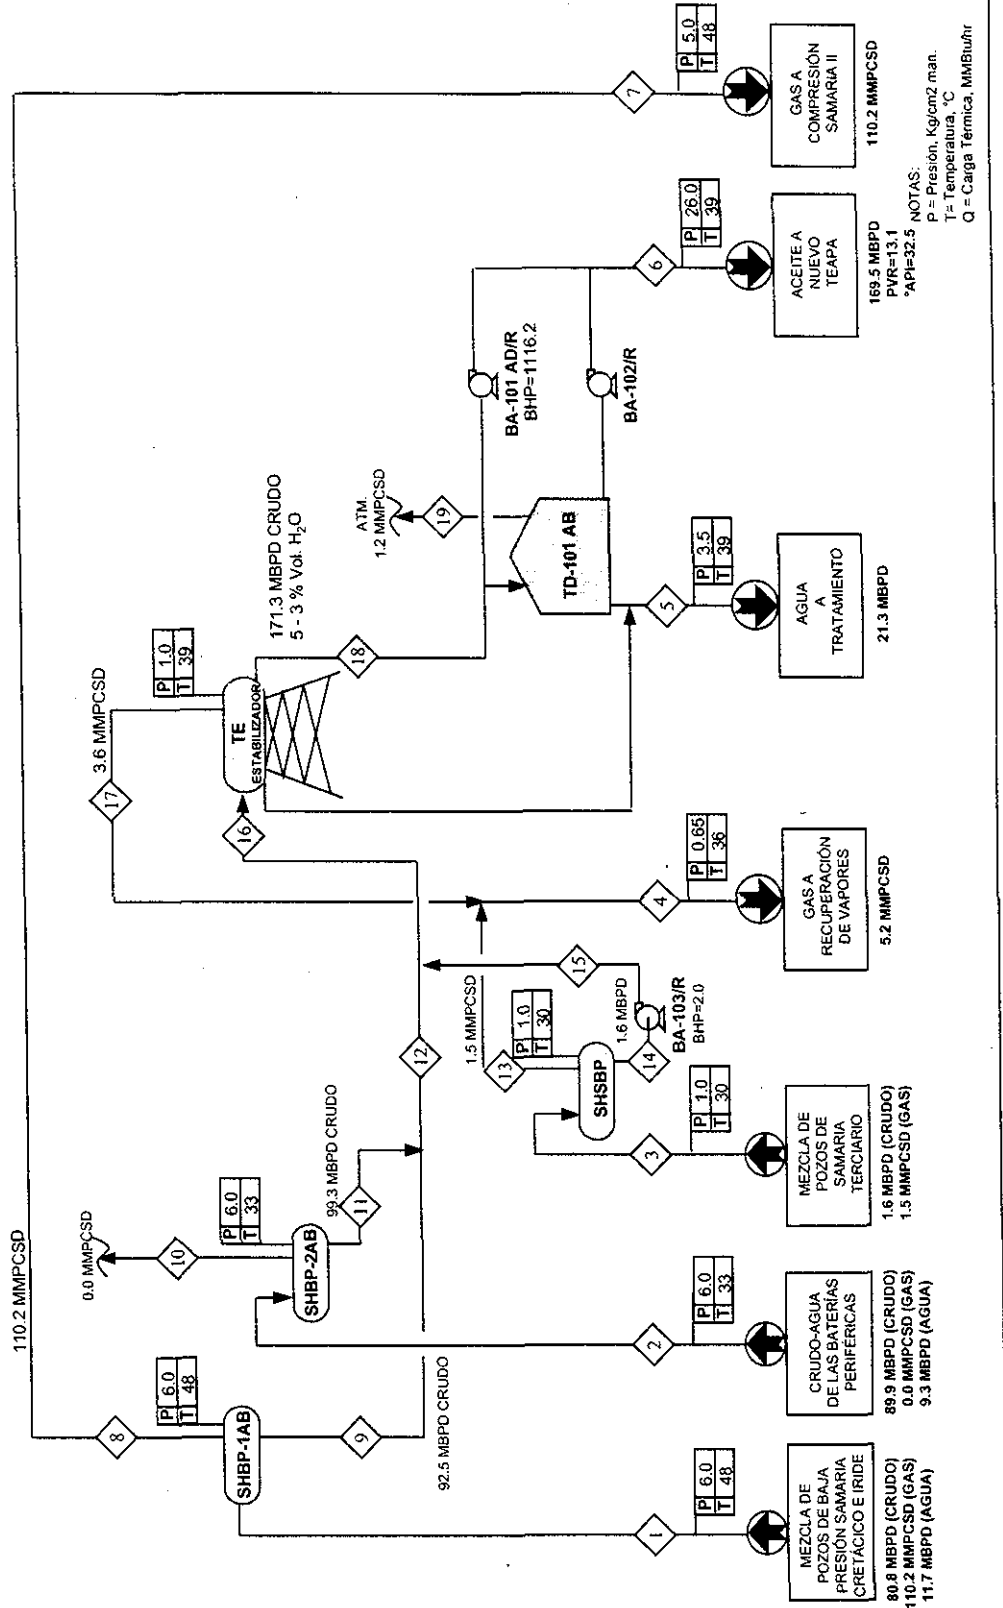 110.2 MMPCSD
8
P 6.0
T 48
SHBP-1AB
9
92.5 MBPD CRUDO
1
P 6.0
T 48
MEZCLA DE
POZOS DE BAJA
PRESIÓN SAMARIA
CRETÁCICO E IRIDE
80.8 MBPD (CRUDO)
110.2 MMPCSD (GAS)
11.7 MBPD (AGUA)
0.0 MMPCSD
10
P 6.0
T 33
SHBP-2AB
11
99.3 MBPD CRUDO
2
P 6.0
T 33
CRUDO-AGUA
DE LAS BATERÍAS
PERIFÉRICAS
89.9 MBPD (CRUDO)
0.0 MMPCSD (GAS)
9.3 MBPD (AGUA)
12
1.5 MMPCSD
13
P 1.0
T 30
SHSBP
14
1.6 MBPD
15
BA-103/R
BHP=2.0
3
P 1.0
T 30
MEZCLA DE
POZOS DE
SAMARIA
TERCIARIO
1.6 MBPD (CRUDO)
1.5 MMPCSD (GAS)
3.6 MMPCSD
17
16
P 1.0
T 39
TE
ESTABILIZADOR
171.3 MBPD CRUDO
5 - 3 % Vol. H2O
18
4
P 0.65
T 36
GAS A
RECUPERACIÓN
DE VAPORES
5.2 MMPCSD
ATM.
1.2 MMPCSD
19
TD-101 AB
5
P 3.5
T 39
AGUA
A
TRATAMIENTO
21.3 MBPD
BA-101 AD/R
BHP=1116.2
BA-102/R
6
P 26.0
T 39
ACEITE A
NUEVO
TEAPA
169.5 MBPD
PVR=13.1
°API=32.5
7
P 5.0
T 48
GAS A
COMPRESIÓN
SAMARIA II
110.2 MMPCSD
NOTAS:
P = Presión, Kg/cm2 man.
T= Temperatura, °C
Q = Carga Térmica, MMBtu/hr